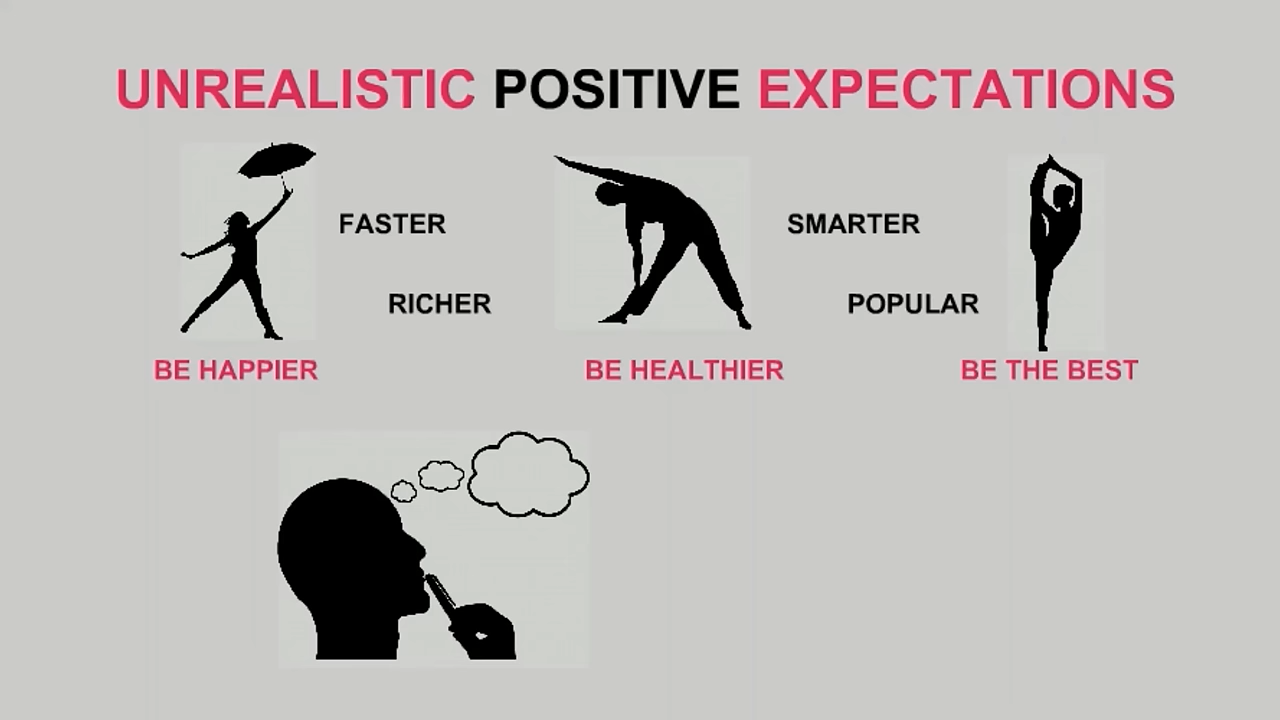 UNREALISTIC POSITIVE EXPECTATIONS
FASTER
SMARTER
RICHER
POPULAR
BE HAPPIER
BE HEALTHIER
BE THE BEST